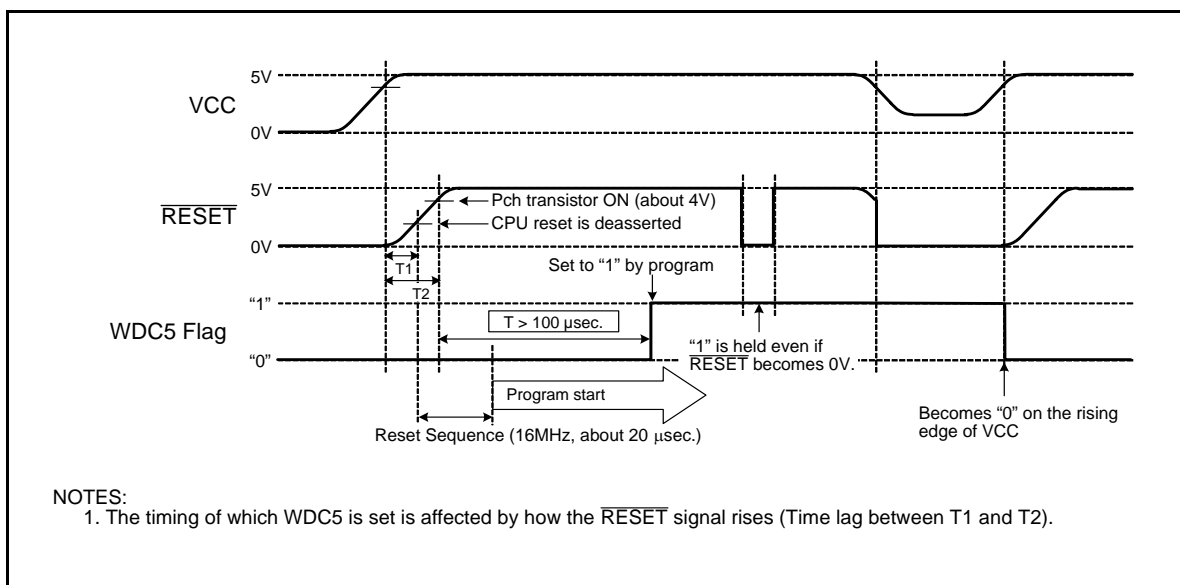 5V
VCC
0V
5V
RESET
0V
Pch transistor ON (about 4V)
CPU reset is deasserted
T1
T2
Set to “1” by program
“1”
WDC5 Flag
“0”
T > 100 μsec.
“1” is held even if
RESET becomes 0V.
Program start
Reset Sequence (16MHz, about 20 μsec.)
Becomes “0” on the rising
edge of VCC
NOTES:
1. The timing of which WDC5 is set is affected by how the RESET signal rises (Time lag between T1 and T2).